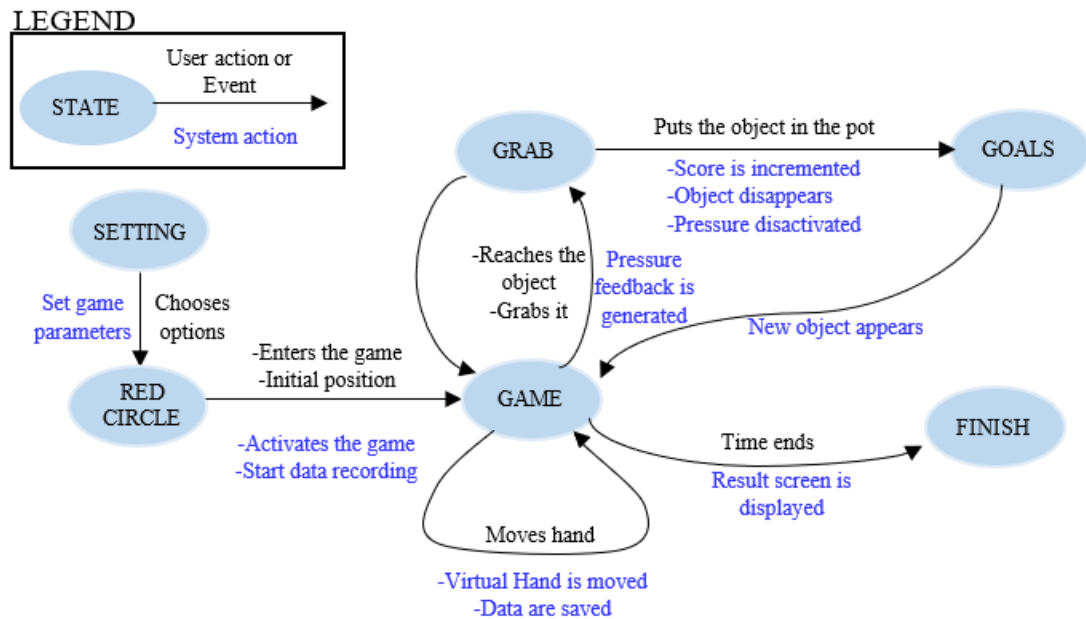 LEGEND
User action or
Event
STATE
System action
GRAB
Puts the object in the pot
GOALS
-Score is incremented
-Object disappears
-Pressure disactivated
SETTING
-Reaches the
object
-Grabs it
Pressure
feedback is
generated
Set game
parameters
Chooses
options
New object appears
-Enters the game
-Initial position
RED
CIRCLE
GAME
FINISH
-Activates the game
-Start data recording
Time ends
Result screen is
displayed
Moves hand
-Virtual Hand is moved
-Data are saved